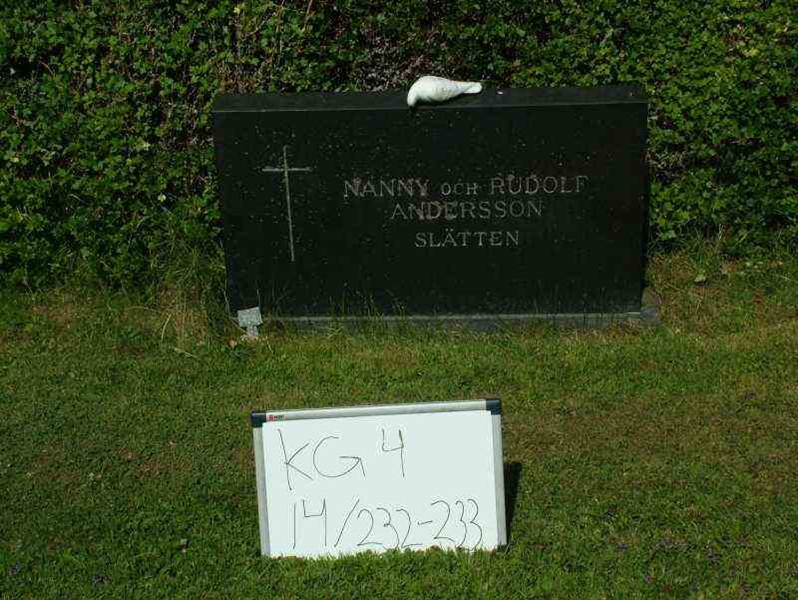 NANNY OCH RUDOLF
ANDERSSON
SLÄTTEN
KG 4
14/232-233